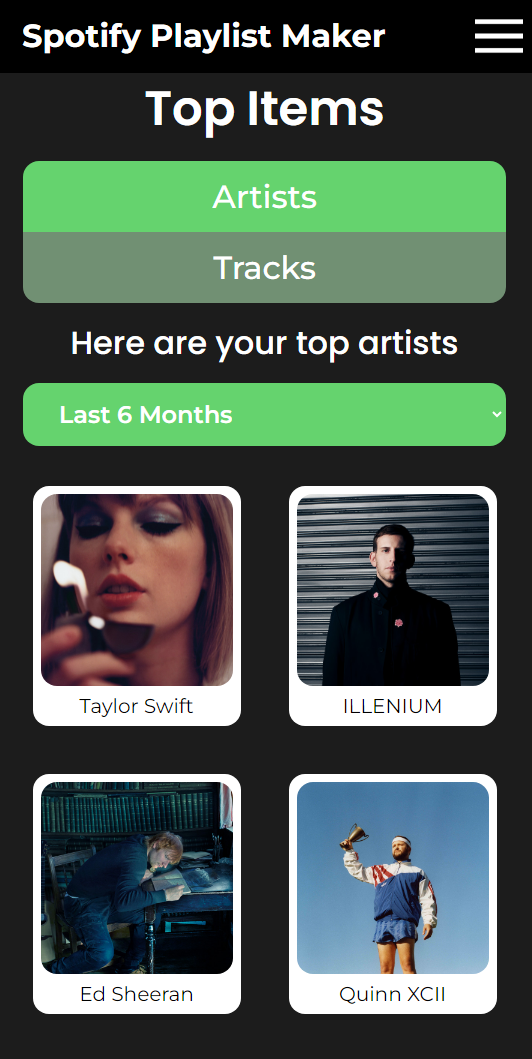 Spotify Playlist Maker
Top Items
Artists
Tracks
Here are your top artists
Last 6 Months
Taylor Swift
ILLENIUM
Ed Sheeran
Quinn XCII